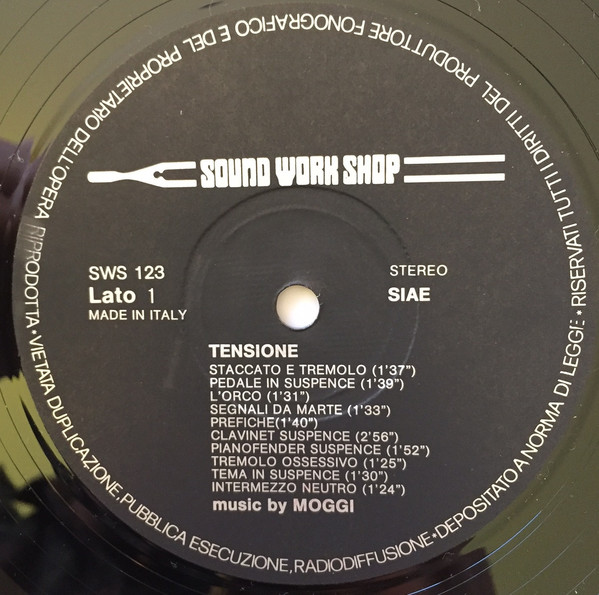 RISERVATI TUTTI I DIRITTI DEL PRODUTTORE FONOGRAFICO E DEL PROPRIETARIO DELL'OPERA RIPRODOTTA • VIETATA DUPLICAZIONE, PUBBLICA ESECUZIONE, RADIODIFFUSIONE • DEPOSITATO A NORMA DI LEGGE •
SOUND WORK SHOP
SWS 123
STEREO
Lato 1
SIAE
MADE IN ITALY
TENSIONE
STACCATO E TREMOLO (1'37")
PEDALE IN SUSPENCE (1'39")
L'ORCO (1'31")
SEGNALI DA MARTE (1'33")
PREFICHE(1'40")
CLAVINET SUSPENCE (2'56")
PIANOFENDER SUSPENCE (1'52")
TREMOLO OSSESSIVO (1'25")
TEMA IN SUSPENCE (1'30")
INTERMEZZO NEUTRO (1'24")
music by MOGGI